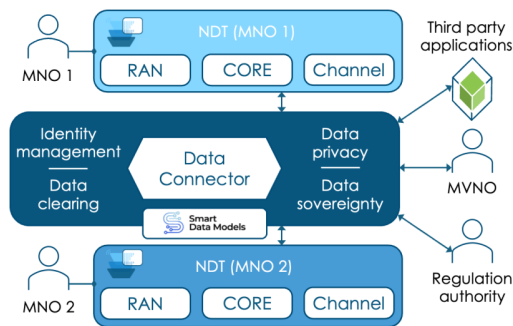 NDT (MNO 1)
RAN
CORE
Channel
MNO 1
Third party
applications
Identity
management
Data
clearing
Data
Connector
Data
privacy
Data
sovereignty
MVNO
Smart
Data Models
NDT (MNO 2)
RAN
CORE
Channel
MNO 2
Regulation
authority